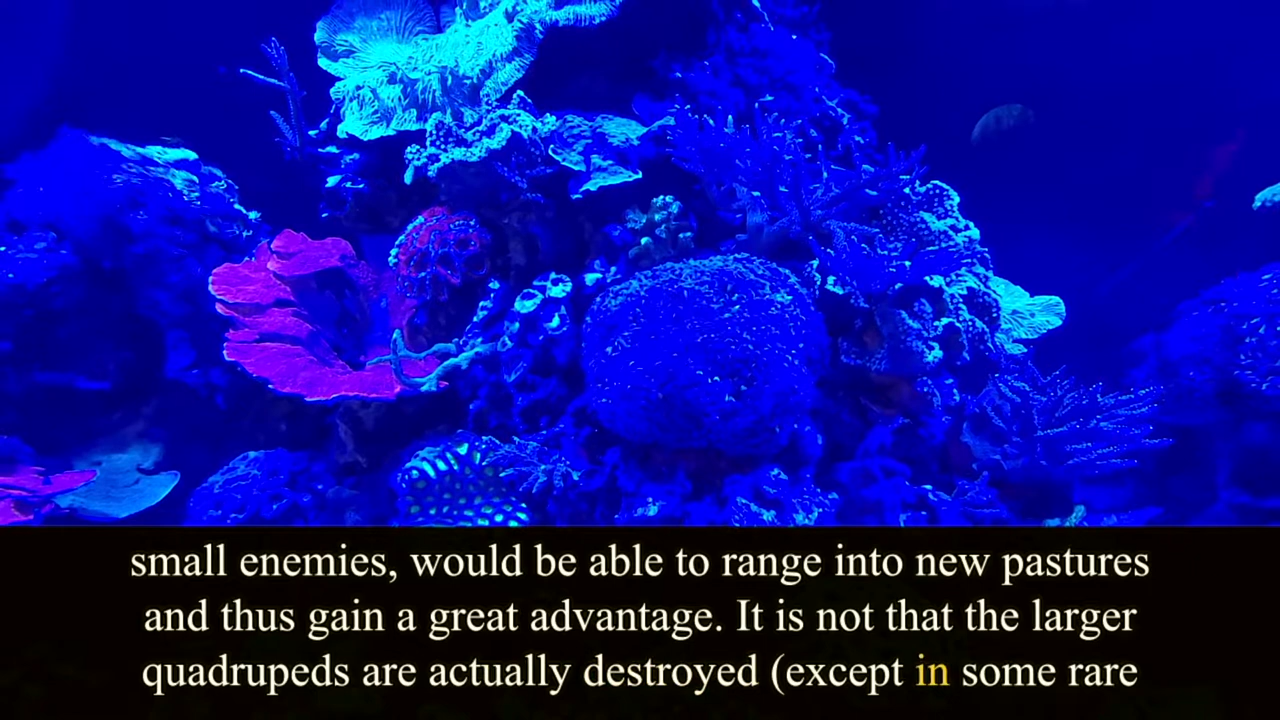 small enemies, would be able to range into new pastures
and thus gain a great advantage. It is not that the larger
quadrupeds are actually destroyed (except in some rare